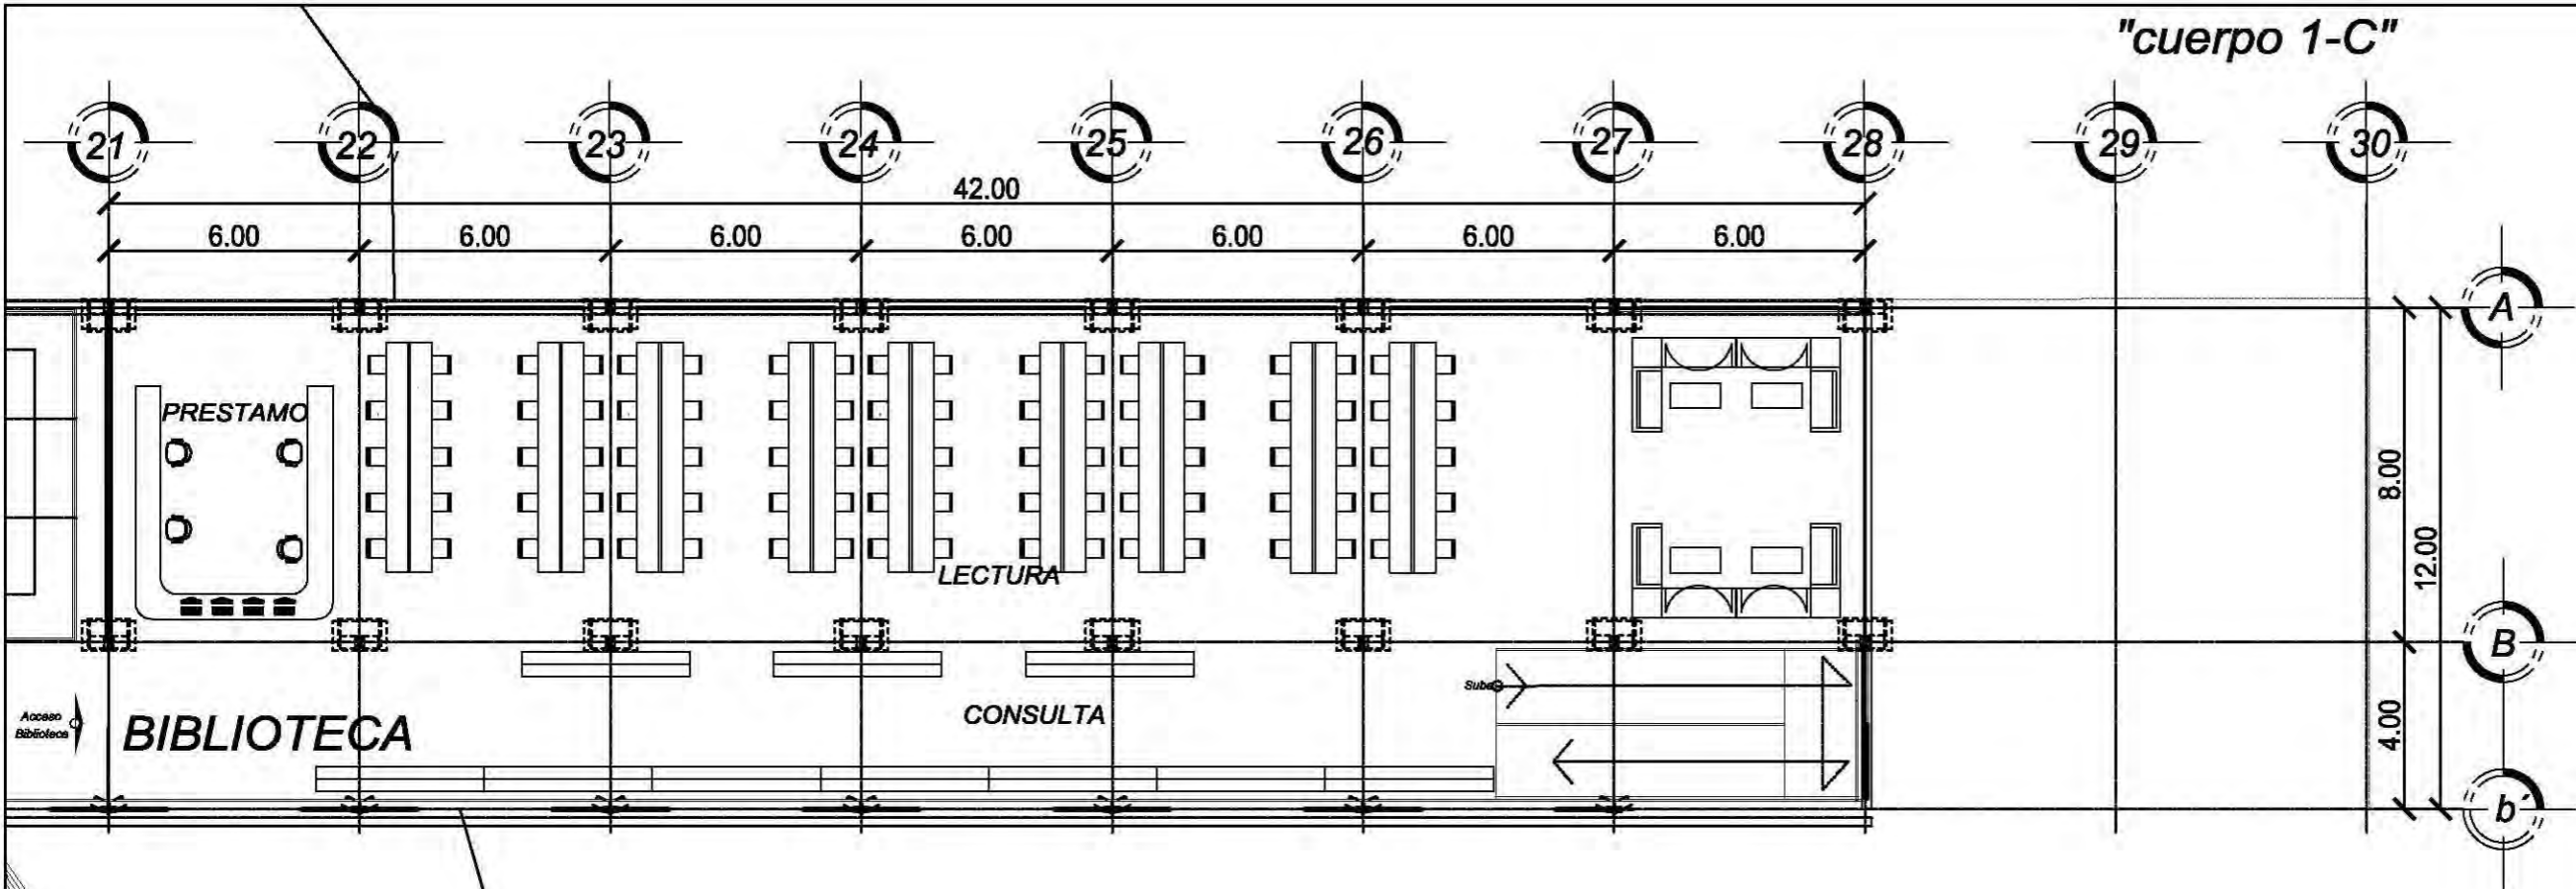 "cuerpo 1-C"
21 22 23 24 25 26 27 28 29 30
42.00
6.00 6.00 6.00 6.00 6.00 6.00 6.00
A
PRESTAMO
8.00
12.00
LECTURA
B
Sube
CONSULTA
4.00
Acceso
Biblioteca
BIBLIOTECA
b´